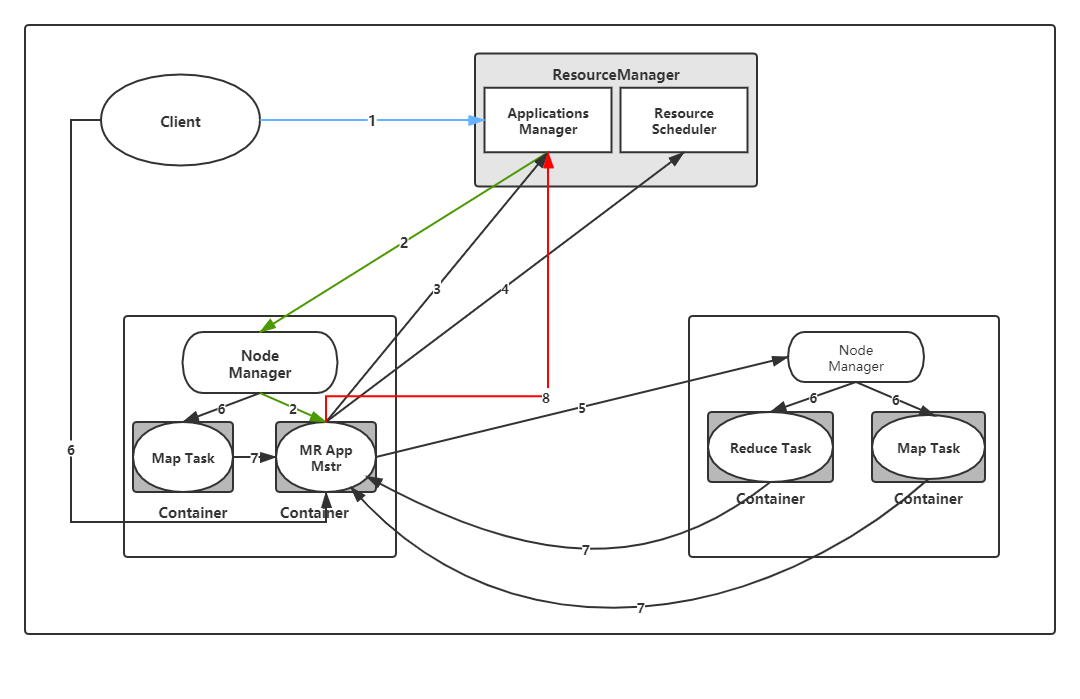 ResourceManager
Applications
Manager
Resource
Scheduler
Client
1
2
3
4
Node
Manager
6
2
Map Task
7
MR App
Mstr
Container
Container
6
8
5
Node
Manager
6
6
Reduce Task
Map Task
Container
Container
7
7